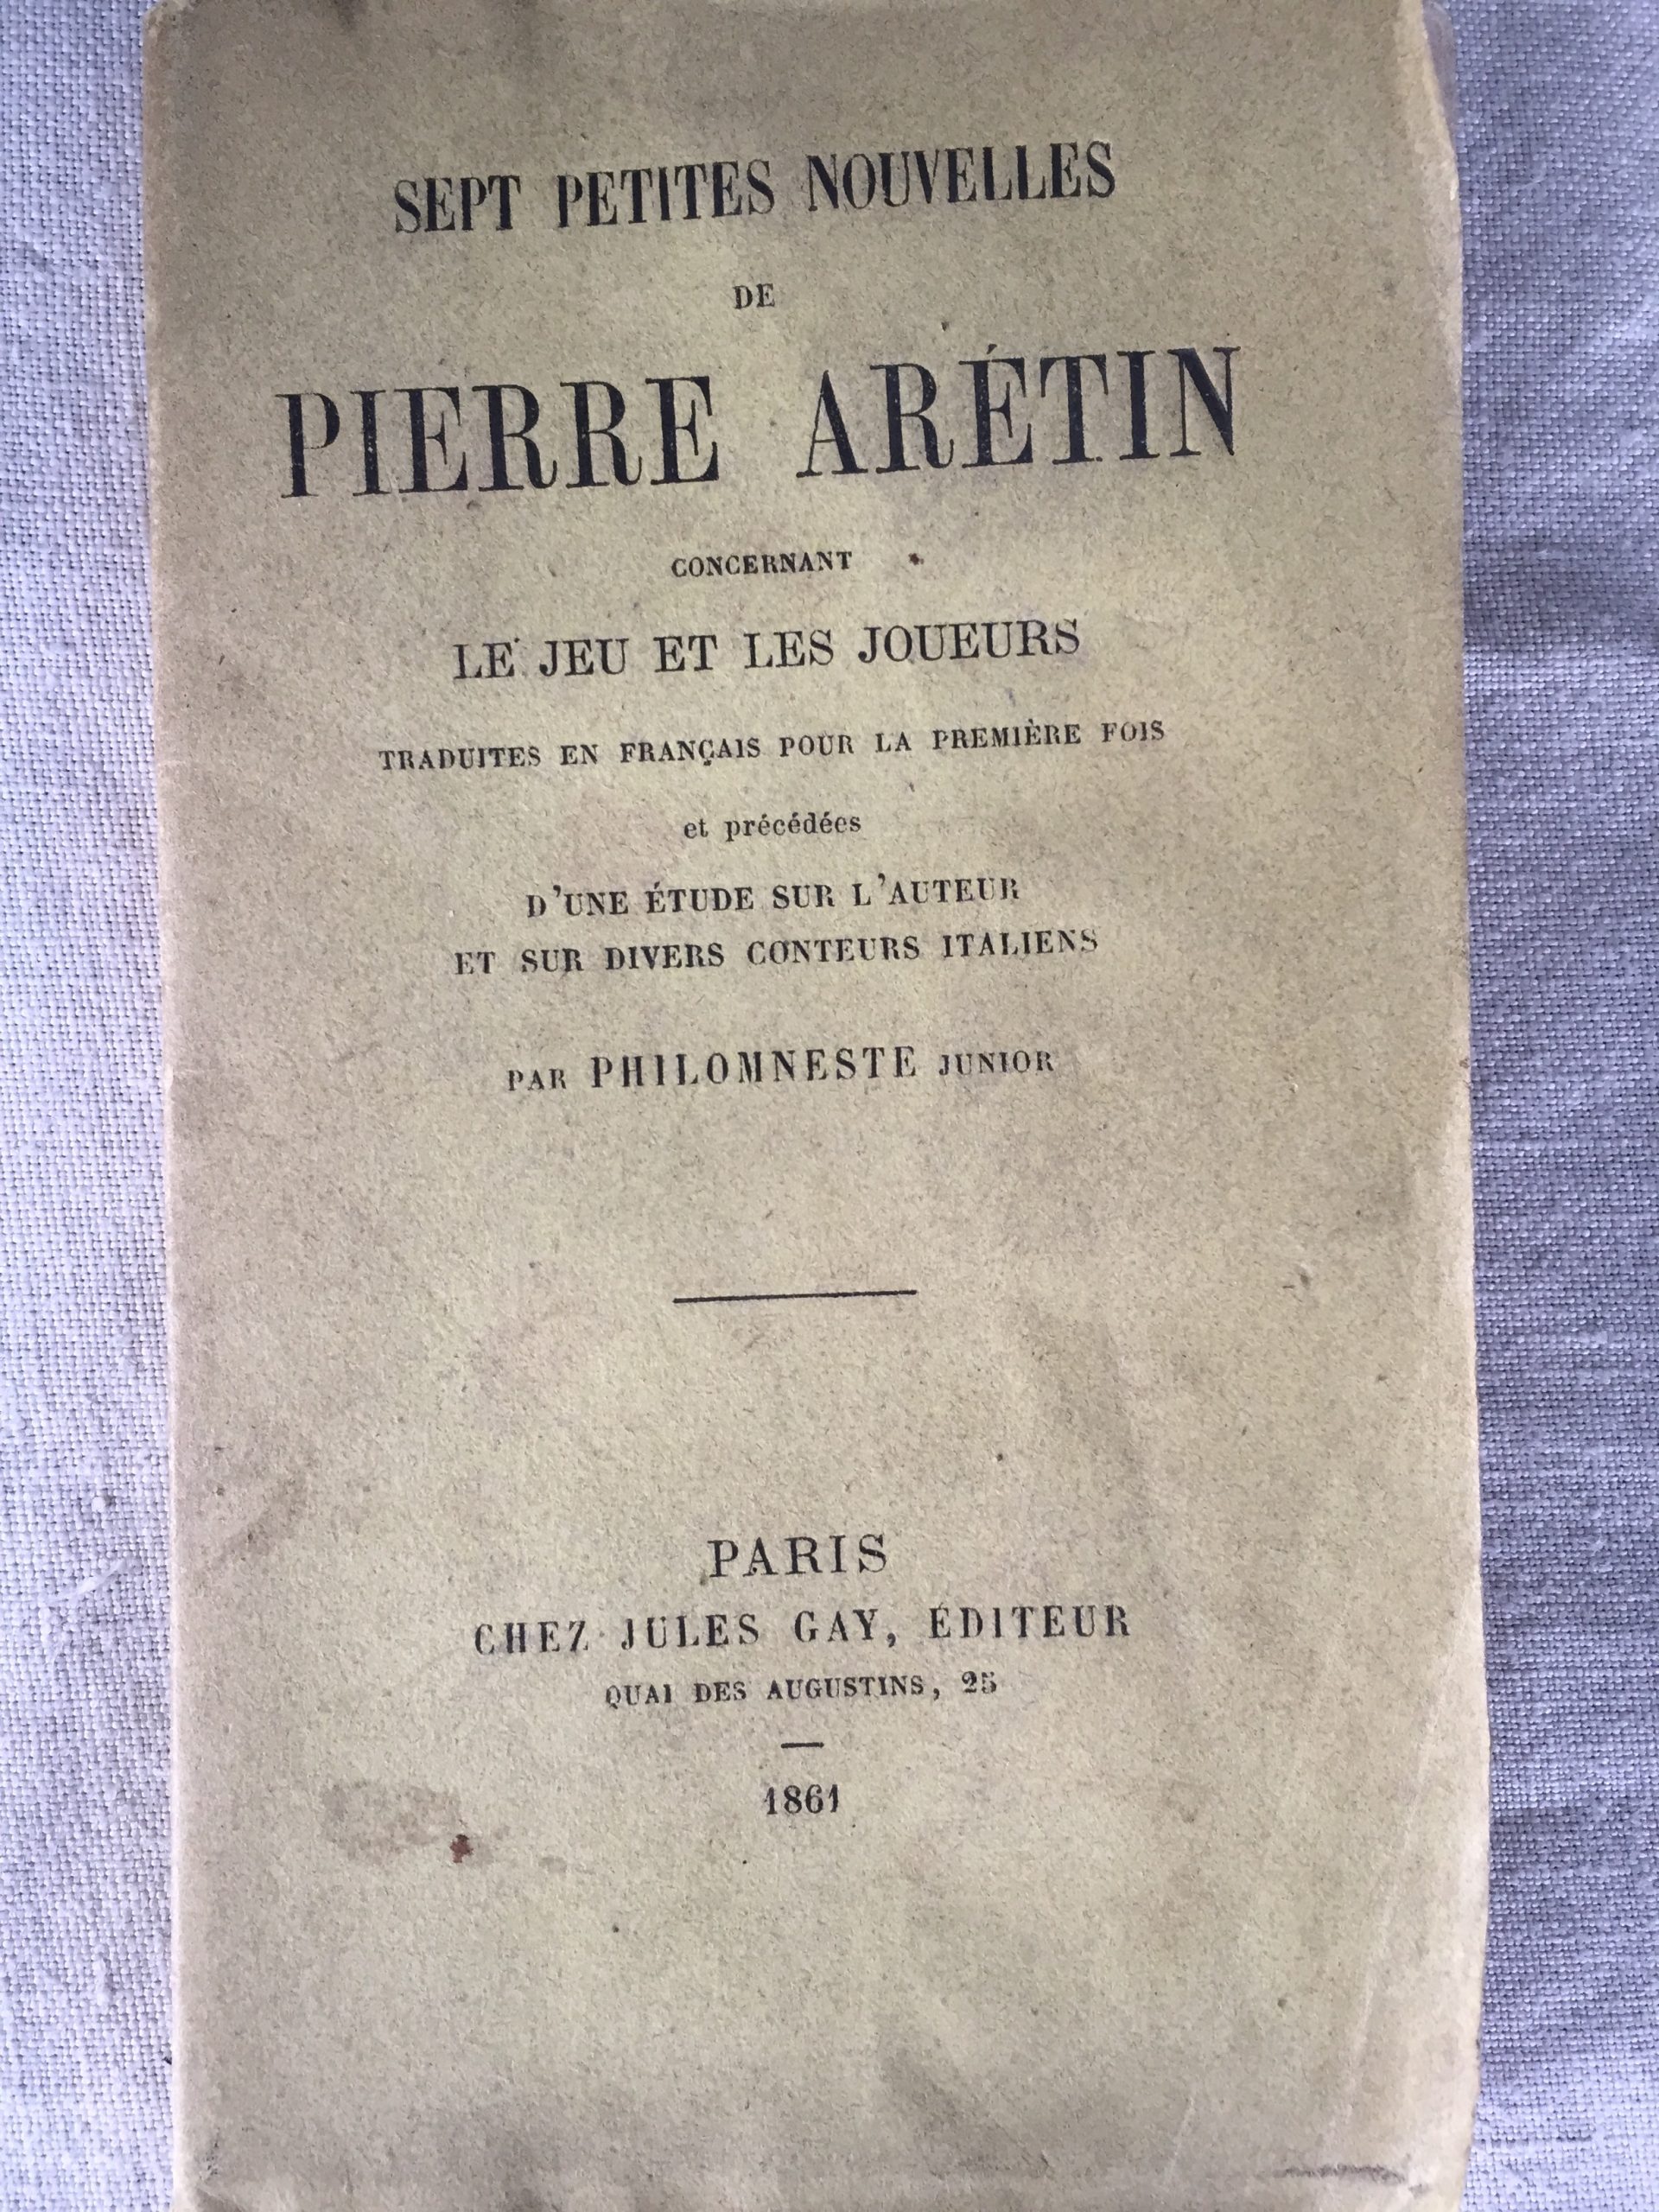 SEPT PETITES NOUVELLES
DE
PIERRE ARÉTIN
CONCERNANT
LE JEU ET LES JOUEURS
TRADUITES EN FRANÇAIS POUR LA PREMIÈRE FOIS
et précédées
D'UNE ÉTUDE SUR L'AUTEUR
ET SUR DIVERS CONTEURS ITALIENS
PAR PHILOMNESTE JUNIOR
PARIS
CHEZ JULES GAY, ÉDITEUR
QUAI DES AUGUSTINS, 25
1861